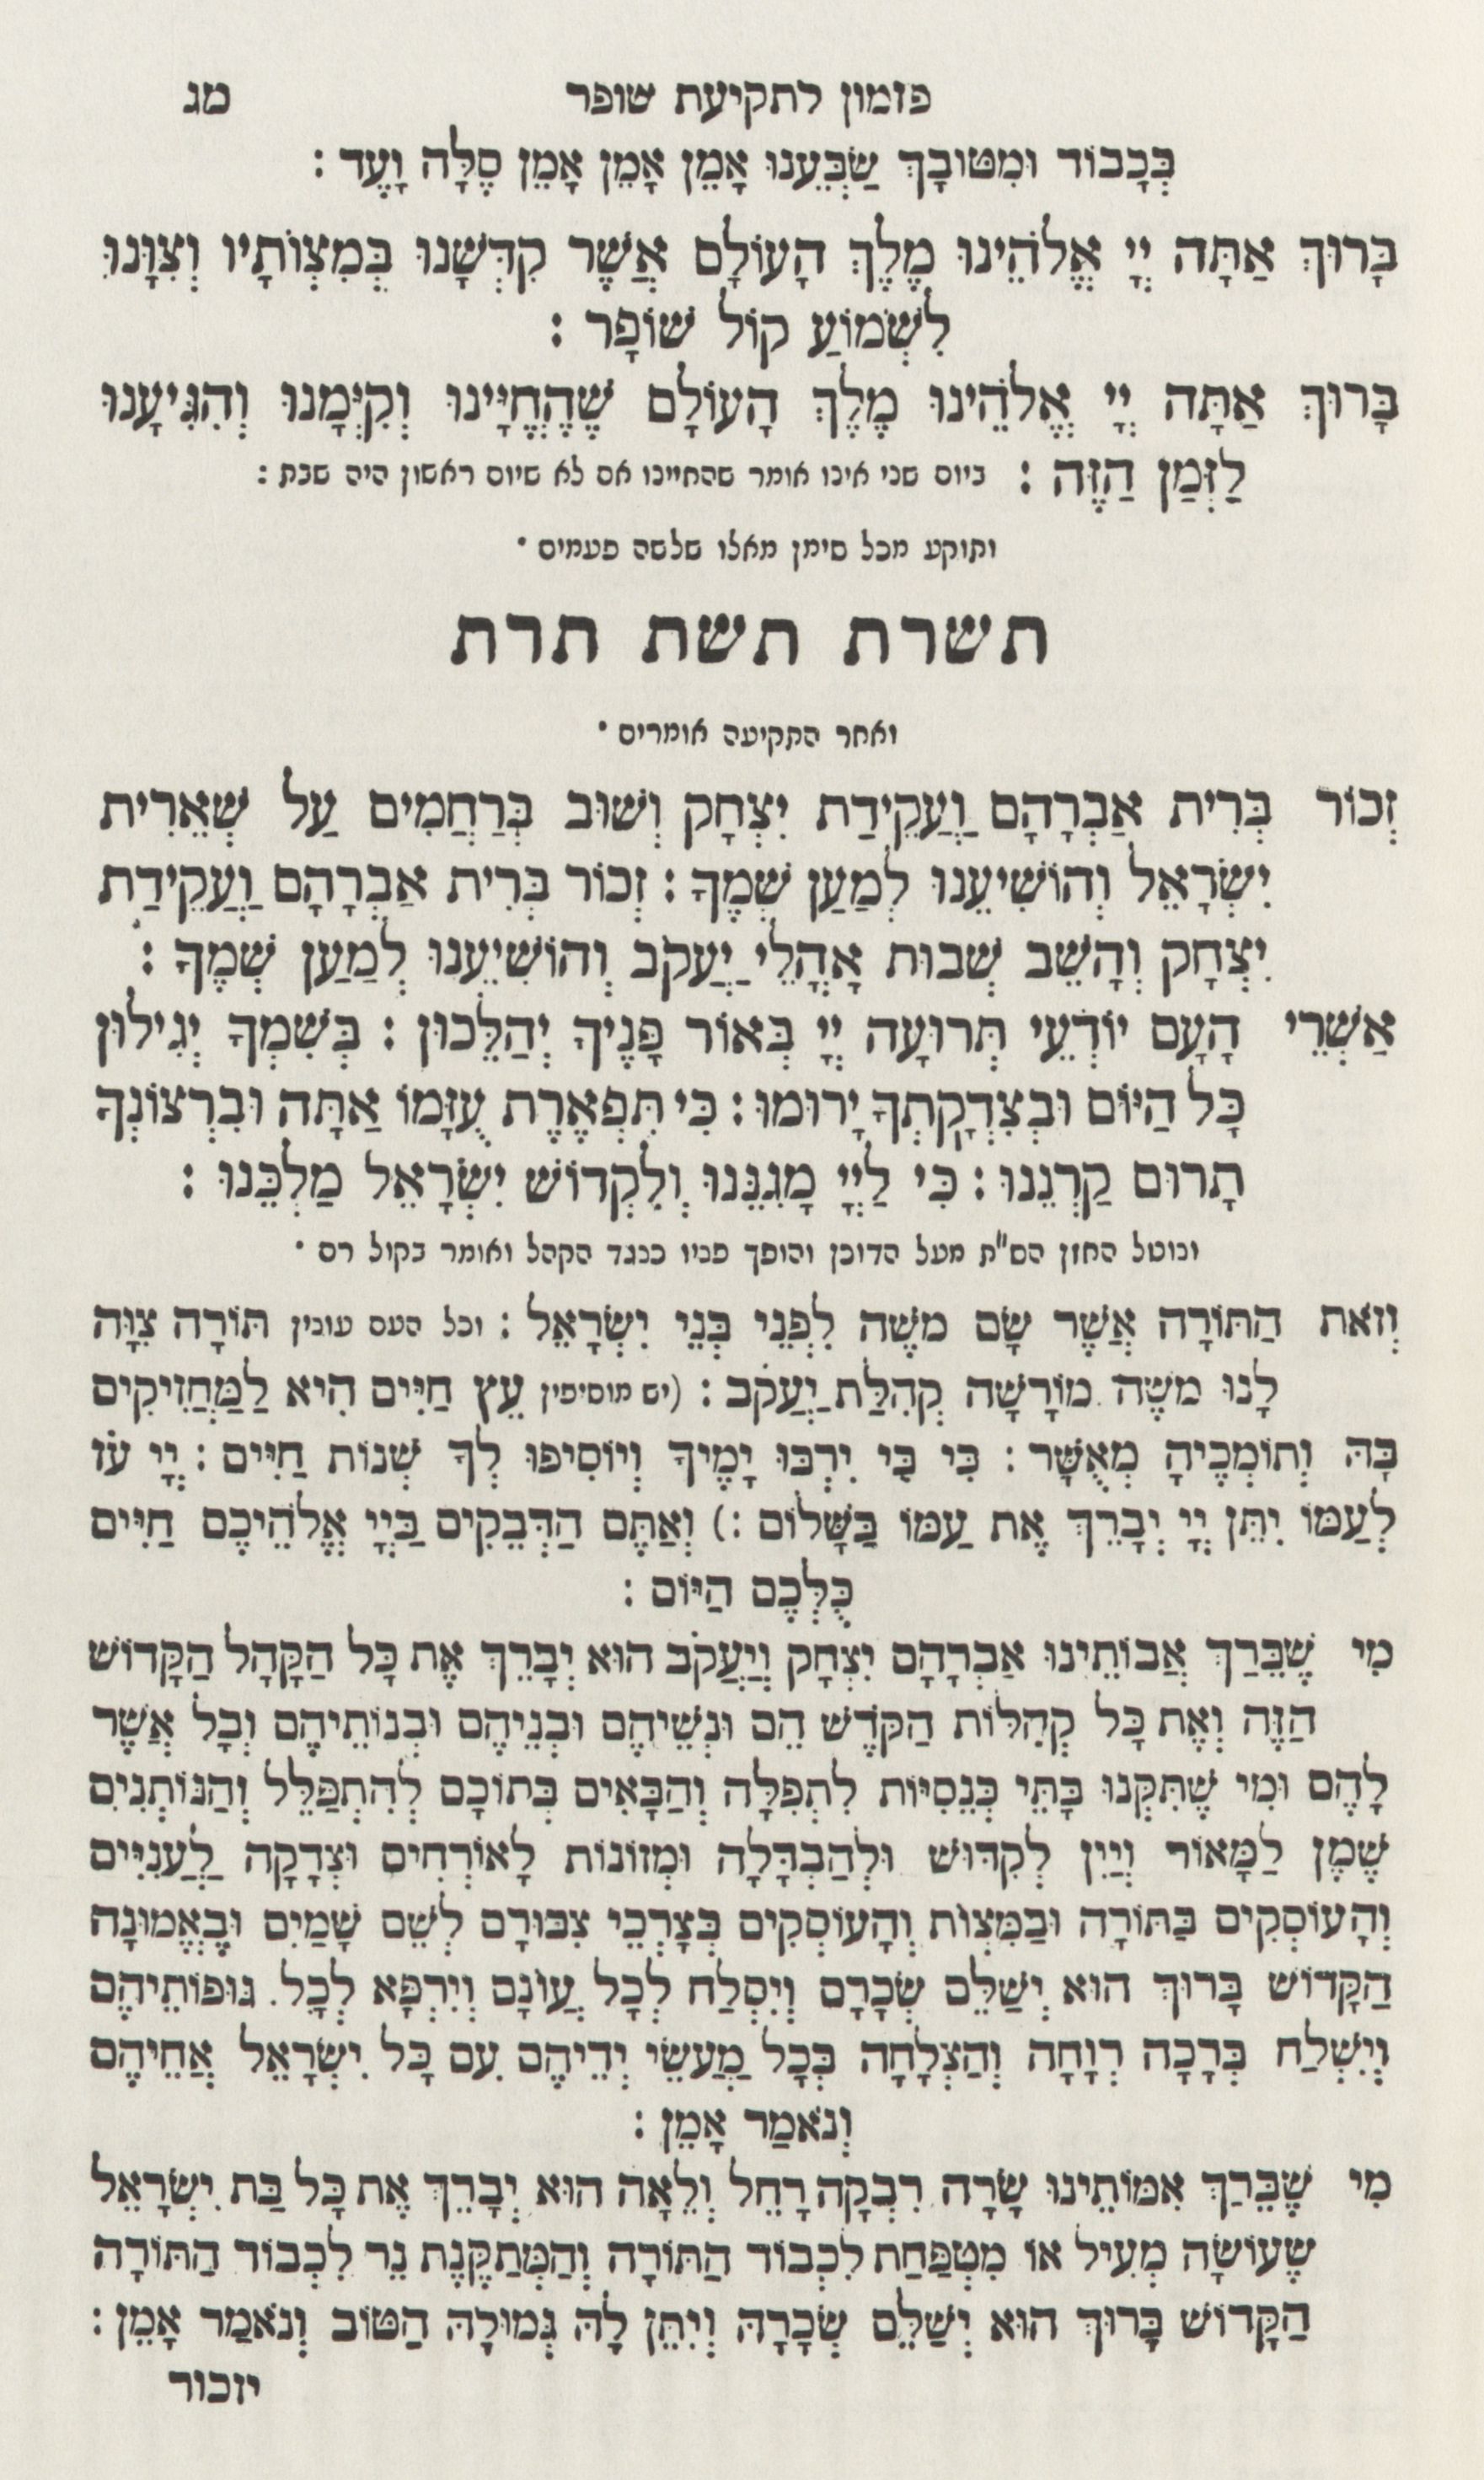 פזמון לתקיעת שופר מג
בְּכָבוֹד וּמִטּוּבָךְ שַׂבְּעֵנוּ אָמֵן אָמֵן אָמֵן סֶלָה וָעֶד :
בָּרוּךְ אַתָּה יְיָ אֱלֹהֵינוּ מֶלֶךְ הָעוֹלָם אֲשֶׁר קִדְּשָׁנוּ בְּמִצְוֹתָיו וְצִוָּנוּ
לִשְׁמוֹעַ קוֹל שׁוֹפָר :
בָּרוּךְ אַתָּה יְיָ אֱלֹהֵינוּ מֶלֶךְ הָעוֹלָם שֶׁהֶחֱיָּינוּ וְקִיְּמָנוּ וְהִגִּיעָנוּ
לַזְּמַן הַזֶּה : ביום שני אינו אומר שהחיינו אם לא שיום ראשון היה שבת :
ותוקע מכל סימן מאלו שלשה פעמים •
תשרת תשת תרת
ואחר התקיעה אומרים •
זְכוֹר בְּרִית אַבְרָהָם וַעֲקֵידַת יִצְחָק וְשׁוּב בְּרַחֲמִים עַל שְׁאֵרִית
יִשְׂרָאֵל וְהוֹשִׁיעֵנוּ לְמַעַן שְׁמֶךָ : זְכוֹר בְּרִית אַבְרָהָם וַעֲקֵידַת
יִצְחָק וְהָשֵׁב שְׁבוּת אָהֳלֵי יַעֲקֹב וְהוֹשִׁיעֵנוּ לְמַעַן שְׁמֶךָ :
אַשְׁרֵי הָעָם יוֹדְעֵי תְּרוּעָה יְיָ בְּאוֹר פָּנֶיךָ יְהַלֵּכוּן : בְּשִׁמְךָ יְגִילוּן
כָּל הַיּוֹם וּבְצִדְקָתְךָ יָרוּמוּ : כִּי תִּפְאֶרֶת עֻזָּמוֹ אַתָּה וּבִרְצוֹנְךָ
תָּרוּם קַרְנֵנוּ : כִּי לַיְיָ מָגִנֵּנוּ וְלִקְדוֹשׁ יִשְׂרָאֵל מַלְכֵּנוּ :
ונוטל החזן הס״ת מעל הדוכן והופך פניו כנגד הקהל ואומר בקול רם •
וְזֹאת הַתּוֹרָה אֲשֶׁר שָׂם משֶׁה לִפְנֵי בְּנֵי יִשְׂרָאֵל : וכל העם עונין תּוֹרָה צִוָּה
לָנוּ משֶׁה מוֹרָשָׁה קְהִלַּת יַעֲקֹב : (יש מוסיפין עֵץ חַיִּים הִיא לַמַּחֲזִיקִים
בָּהּ וְתוֹמְכֶיהָ מְאֻשָּׁר : כִּי בִי יִרְבּוּ יָמֶיךָ וְיוֹסִיפוּ לְךָ שְׁנוֹת חַיִּים : יְיָ עֹז
לְעַמּוֹ יִתֵּן יְיָ יְבָרֵךְ אֶת עַמּוֹ בַשָּׁלוֹם :) וְאַתֶּם הַדְּבֵקִים בַּיְיָ אֱלֹהֵיכֶם חַיִּים
כֻּלְּכֶם הַיּוֹם :
מִי שֶׁבֵּרַךְ אֲבוֹתֵינוּ אַבְרָהָם יִצְחָק וְיַעֲקֹב הוּא יְבָרֵךְ אֶת כָּל הַקָּהָל הַקָּדוֹשׁ
הַזֶּה וְאֶת כָּל קְהִלּוֹת הַקֹּדֶשׁ הֵם וּנְשֵׁיהֶם וּבְנֵיהֶם וּבְנוֹתֵיהֶם וְכָל אֲשֶׁר
לָהֶם וּמִי שֶׁתִּקְּנוּ בָּתֵּי כְּנֵסִיּוֹת לִתְפִלָּה וְהַבָּאִים בְּתוֹכָם לְהִתְפַּלֵּל וְהַנּוֹתְנִים
שֶׁמֶן לַמָּאוֹר וְיַיִן לְקִדּוּשׁ וּלְהַבְדָּלָה וּמְזוֹנוֹת לָאוֹרְחִים וּצְדָקָה לַעֲנִיִּים
וְהָעוֹסְקִים בַּתּוֹרָה וּבַמִּצְוֹת וְהָעוֹסְקִים בְּצָרְכֵי צִבּוּרָם לְשֵׁם שָׁמַיִם וּבֶאֱמוּנָה
הַקָּדוֹשׁ בָּרוּךְ הוּא יְשַׁלֵּם שְׂכָרָם וְיִסְלַח לְכָל עֲוֹנָם וְיִרְפָּא לְכָל גּוּפוֹתֵיהֶם
וְיִשְׁלַח בְּרָכָה רְוָחָה וְהַצְלָחָה בְּכָל מַעֲשֵׂי יְדֵיהֶם עִם כָּל יִשְׂרָאֵל אֲחֵיהֶם
וְנֹאמַר אָמֵן :
מִי שֶׁבֵּרַךְ אִמּוֹתֵינוּ שָׂרָה רִבְקָה רָחֵל וְלֵאָה הוּא יְבָרֵךְ אֶת כָּל בַּת יִשְׂרָאֵל
שֶׁעוֹשָׂה מְעִיל אוֹ מִטְפַּחַת לִכְבוֹד הַתּוֹרָה וְהַמְּתַקֶּנֶת נֵר לִכְבוֹד הַתּוֹרָה
הַקָּדוֹשׁ בָּרוּךְ הוּא יְשַׁלֵּם שְׂכָרָהּ וְיִתֵּן לָהּ גְּמוּלָהּ הַטּוֹב וְנֹאמַר אָמֵן :
יזכור